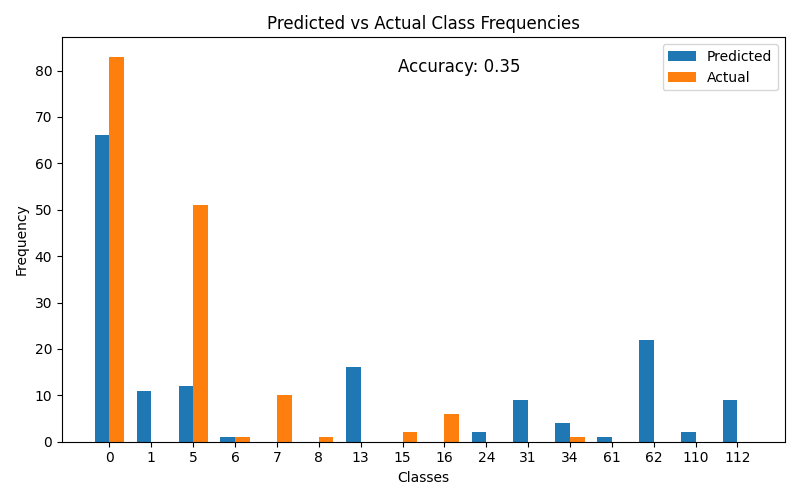 Predicted vs Actual Class Frequencies
Accuracy: 0.35
Predicted
Actual
Frequency
80
70
60
50
40
30
20
10
0
0 1 5 6 7 8 13 15 16 24 31 34 61 62 110 112
Classes